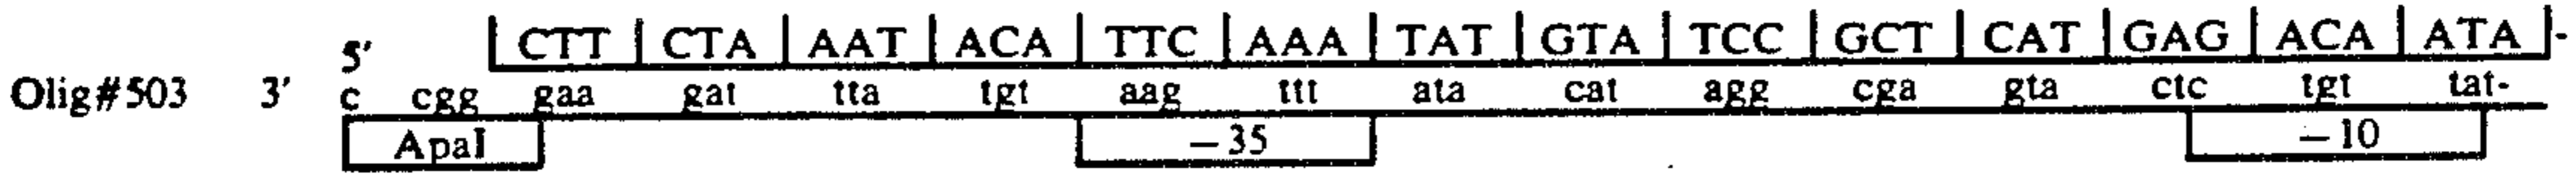 5' | CTT | CTA | AAT | ACA | TTC | AAA | TAT | GTA | TCC | GCT | CAT | GAG | ACA | ATA |-
Olig#503 3' c cgg gaa gat tta tgt aag ttt ata cat agg cga gta ctc tgt tat-
ApaI −35 −10